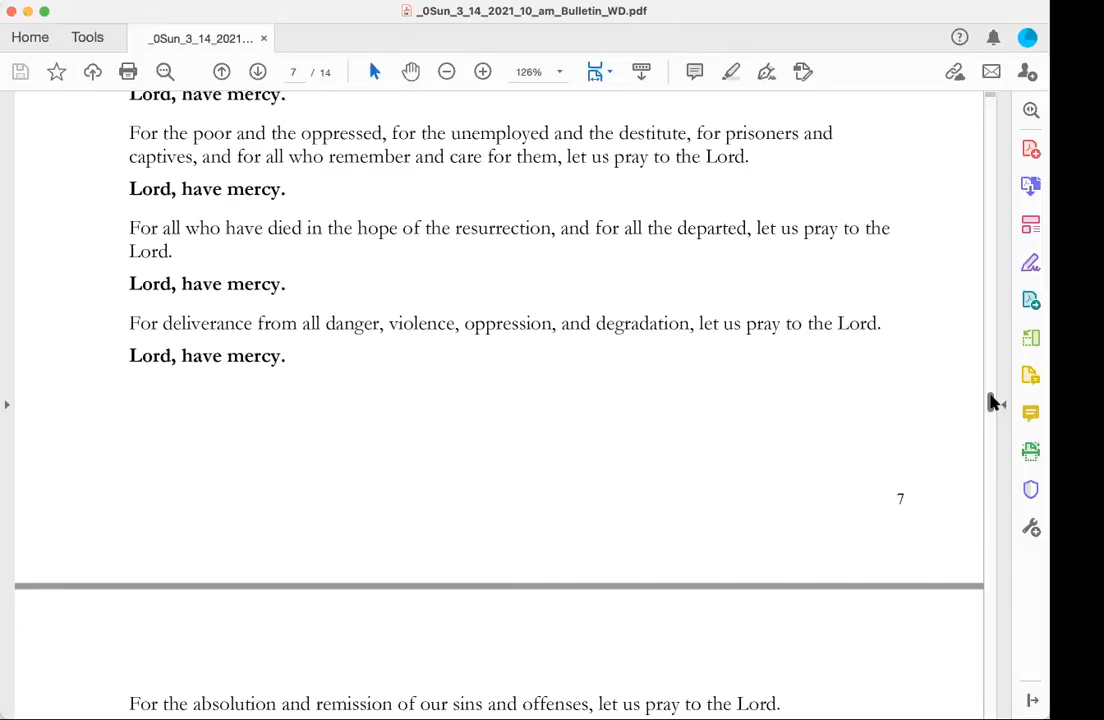 _0Sun_3_14_2021_10_am_Bulletin_WD.pdf
Home Tools _0Sun_3_14_2021... ×
7 / 14 126%
Lord, have mercy.
For the poor and the oppressed, for the unemployed and the destitute, for prisoners and
captives, and for all who remember and care for them, let us pray to the Lord.
Lord, have mercy.
For all who have died in the hope of the resurrection, and for all the departed, let us pray to the
Lord.
Lord, have mercy.
For deliverance from all danger, violence, oppression, and degradation, let us pray to the Lord.
Lord, have mercy.
7
For the absolution and remission of our sins and offenses, let us pray to the Lord.